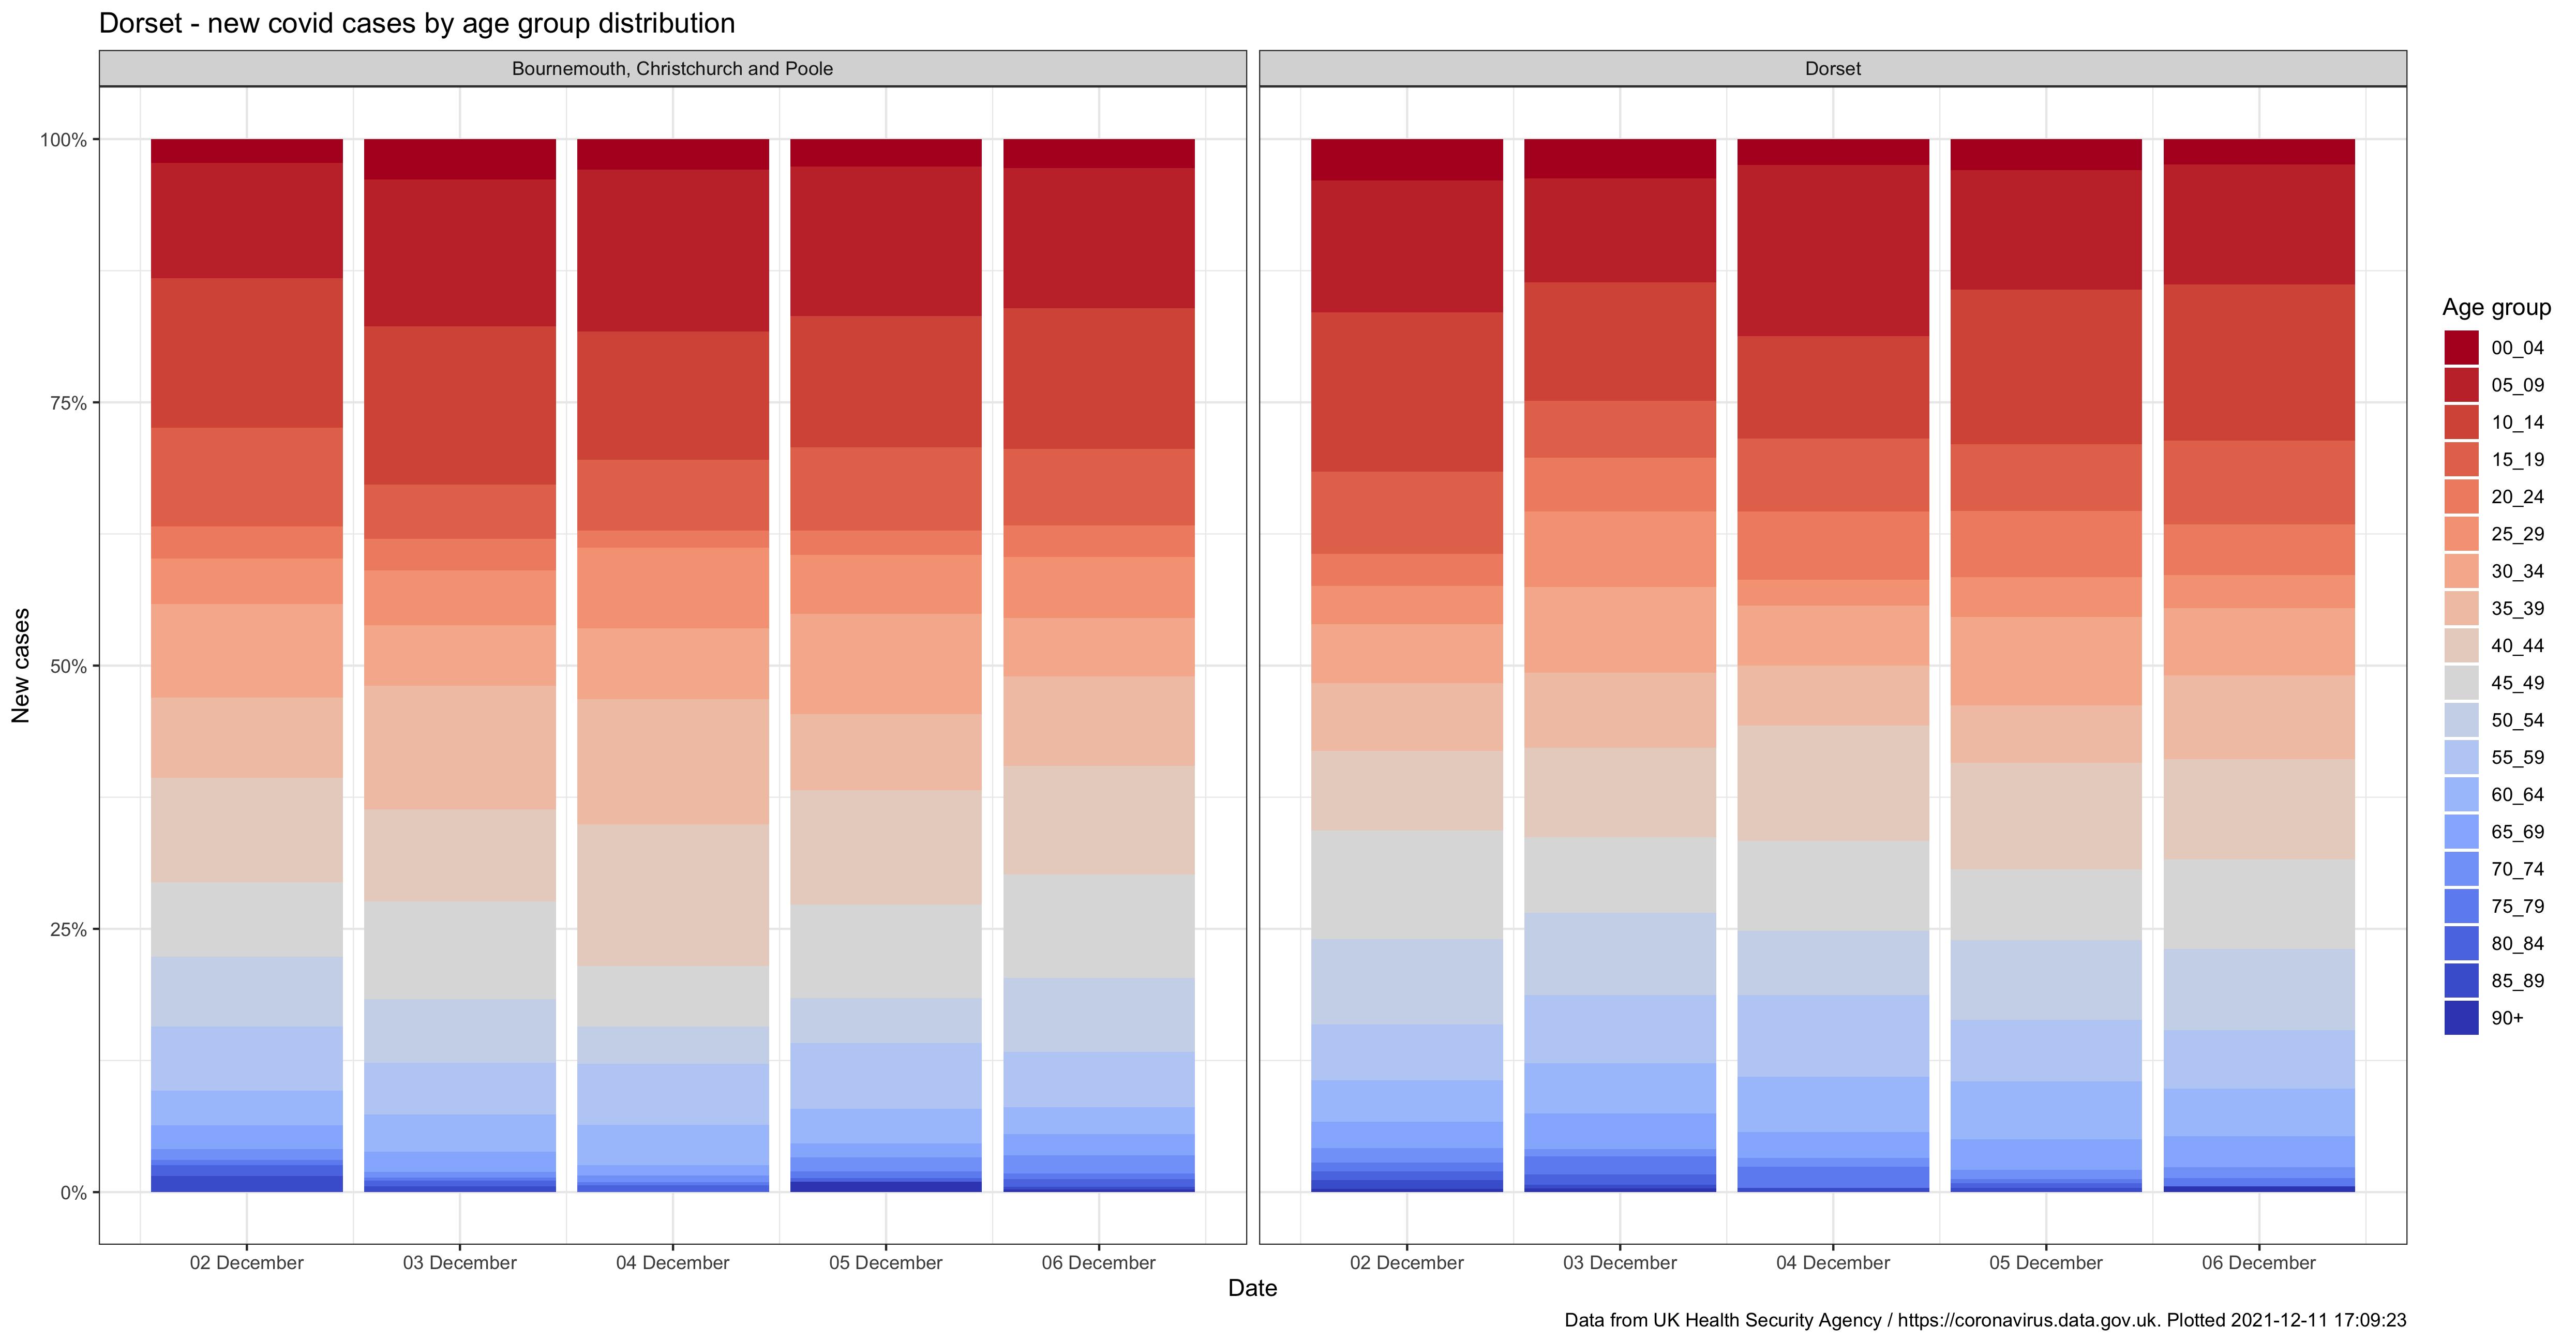 Dorset - new covid cases by age group distribution
Bournemouth, Christchurch and Poole
Dorset
New cases
100%
75%
50%
25%
0%
02 December
03 December
04 December
05 December
06 December
02 December
03 December
04 December
05 December
06 December
Date
Age group
00_04
05_09
10_14
15_19
20_24
25_29
30_34
35_39
40_44
45_49
50_54
55_59
60_64
65_69
70_74
75_79
80_84
85_89
90+
Data from UK Health Security Agency / https://coronavirus.data.gov.uk. Plotted 2021-12-11 17:09:23